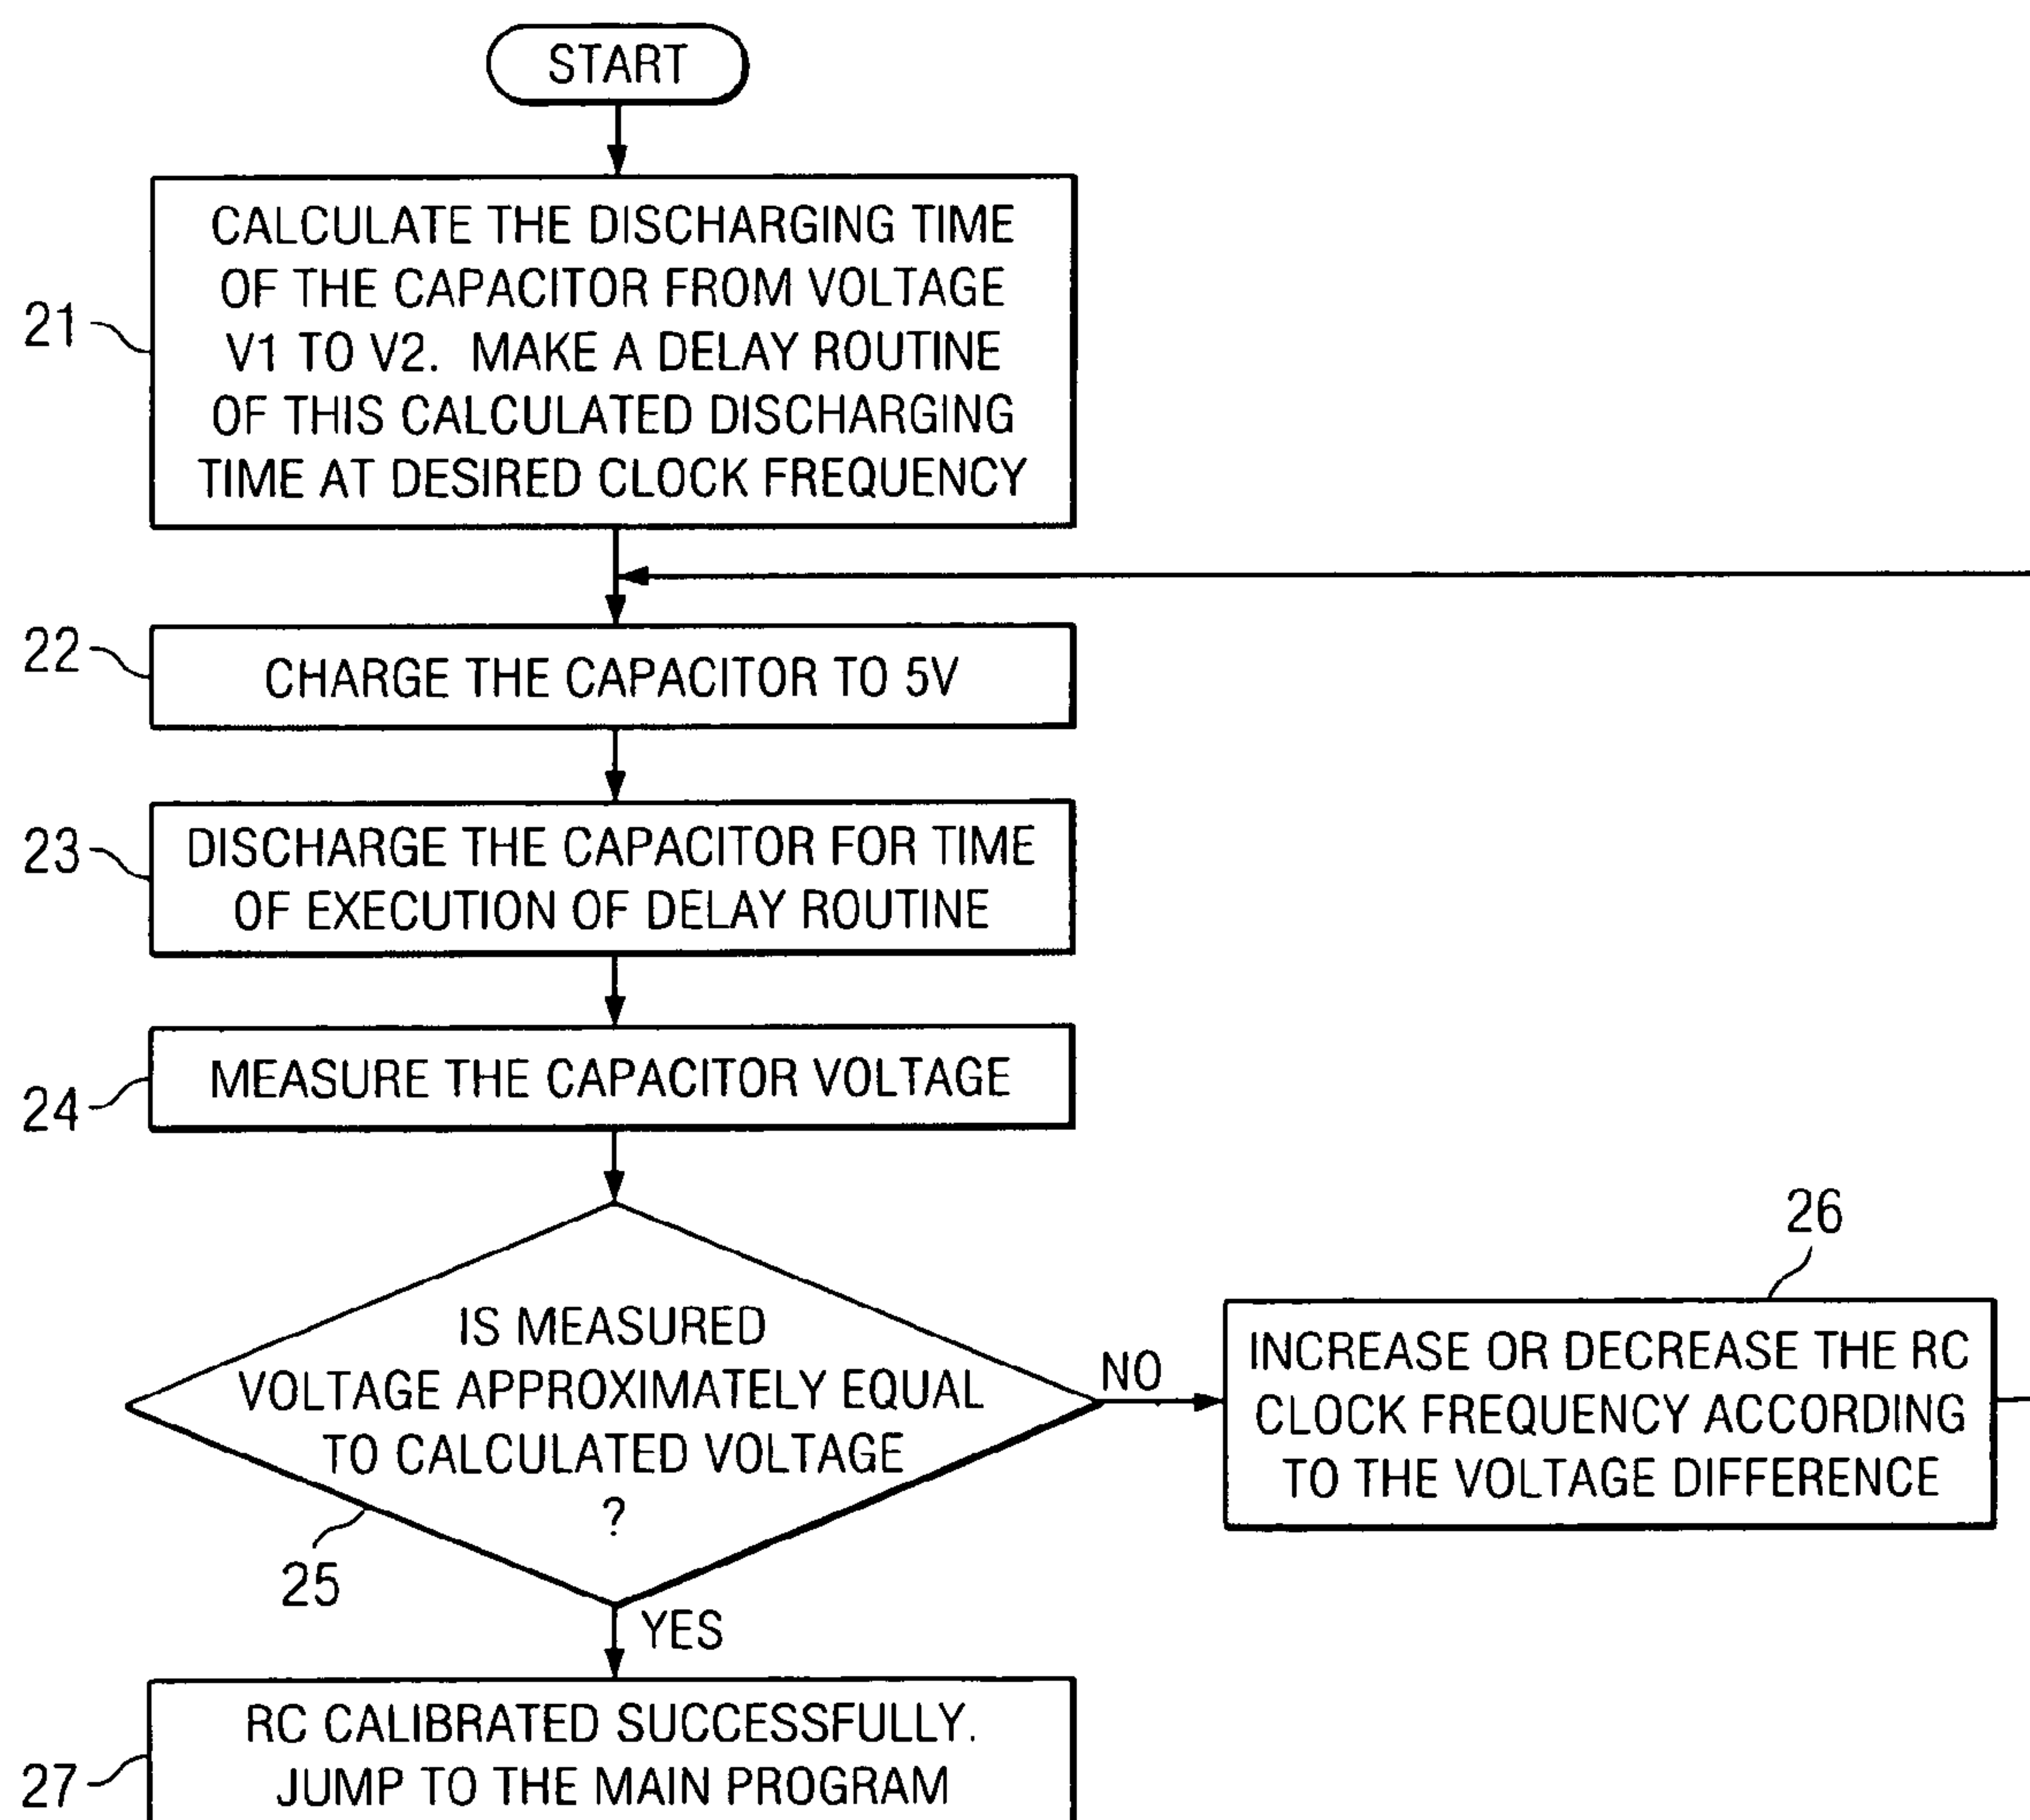 START
21
CALCULATE THE DISCHARGING TIME
OF THE CAPACITOR FROM VOLTAGE
V1 TO V2. MAKE A DELAY ROUTINE
OF THIS CALCULATED DISCHARGING
TIME AT DESIRED CLOCK FREQUENCY
22
CHARGE THE CAPACITOR TO 5V
23
DISCHARGE THE CAPACITOR FOR TIME
OF EXECUTION OF DELAY ROUTINE
24
MEASURE THE CAPACITOR VOLTAGE
25
IS MEASURED
VOLTAGE APPROXIMATELY EQUAL
TO CALCULATED VOLTAGE
?
NO
26
INCREASE OR DECREASE THE RC
CLOCK FREQUENCY ACCORDING
TO THE VOLTAGE DIFFERENCE
YES
27
RC CALIBRATED SUCCESSFULLY.
JUMP TO THE MAIN PROGRAM